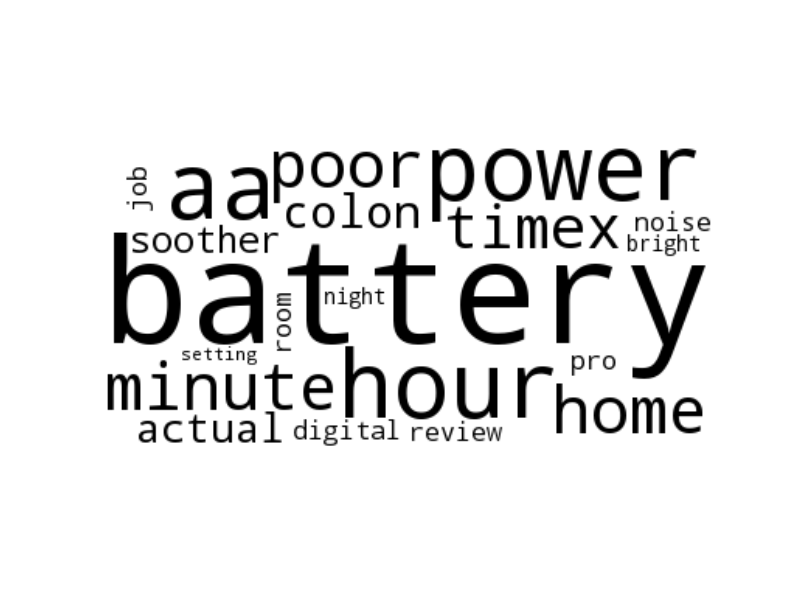 job
aa
poor
power
colon
timex
noise
soother
bright
battery
room
night
setting
minute
hour
pro
home
actual
digital
review